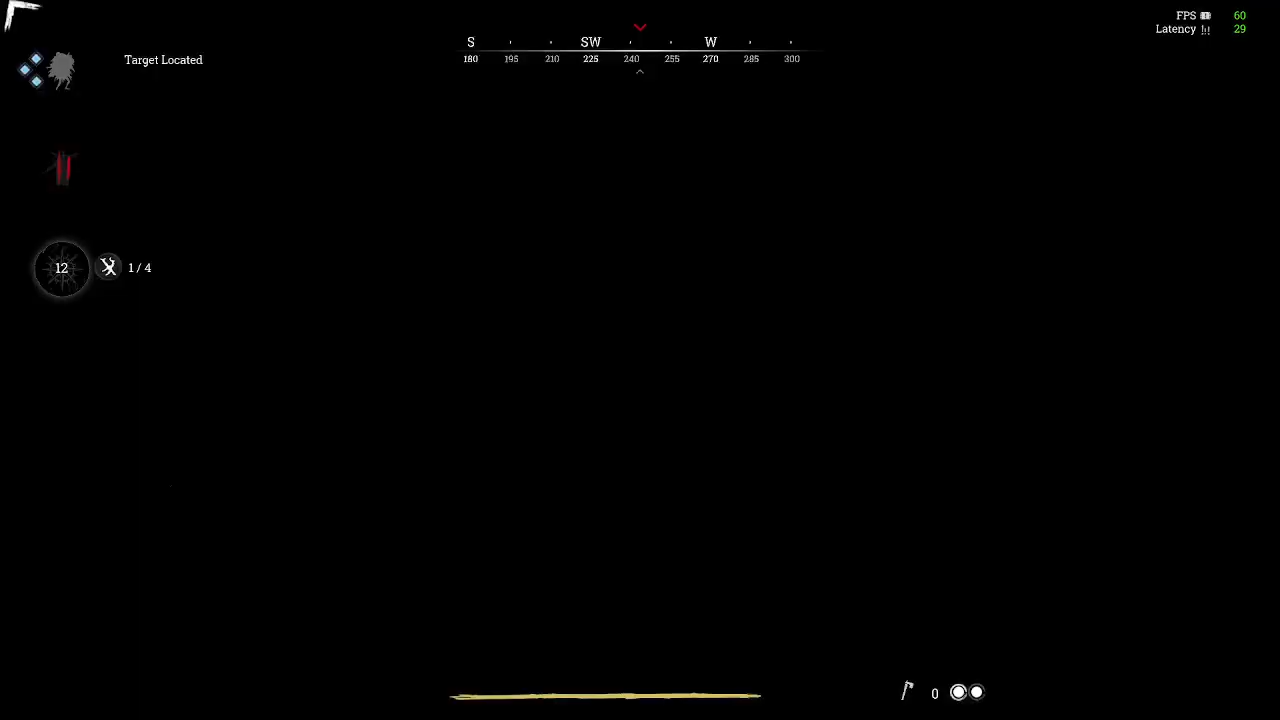 FPS 60
Latency 29
S SW W
180 195 210 225 240 255 270 285 300
Target Located
12 1 / 4
0